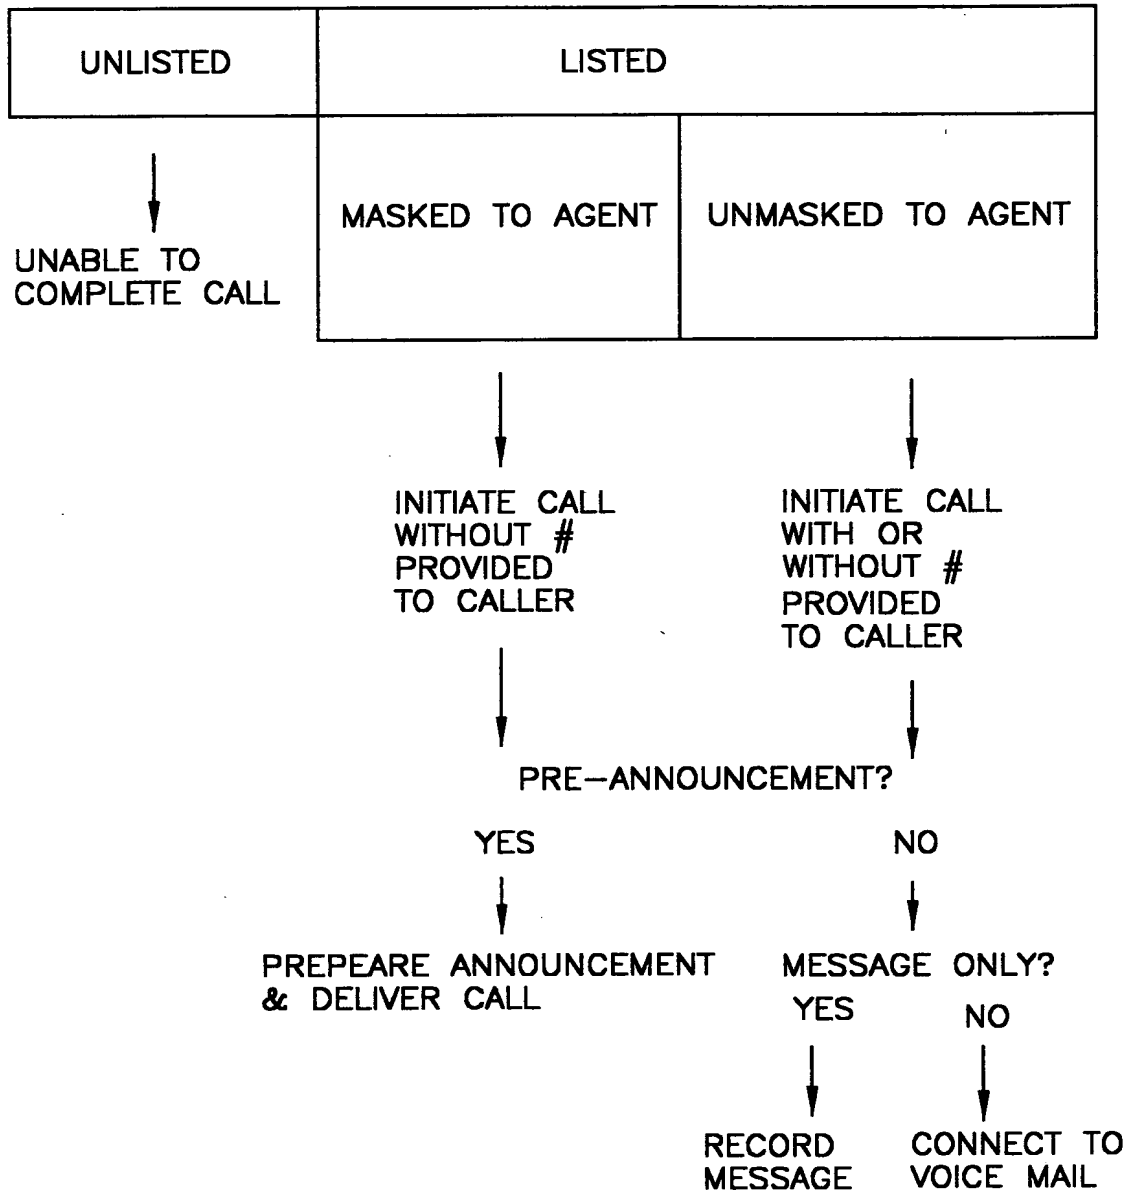 UNLISTED
LISTED
MASKED TO AGENT
UNMASKED TO AGENT
UNABLE TO
COMPLETE CALL
INITIATE CALL
WITHOUT #
PROVIDED
TO CALLER
INITIATE CALL
WITH OR
WITHOUT #
PROVIDED
TO CALLER
PRE-ANNOUNCEMENT?
YES
NO
PREPEARE ANNOUNCEMENT
& DELIVER CALL
MESSAGE ONLY?
YES
NO
RECORD
MESSAGE
CONNECT TO
VOICE MAIL